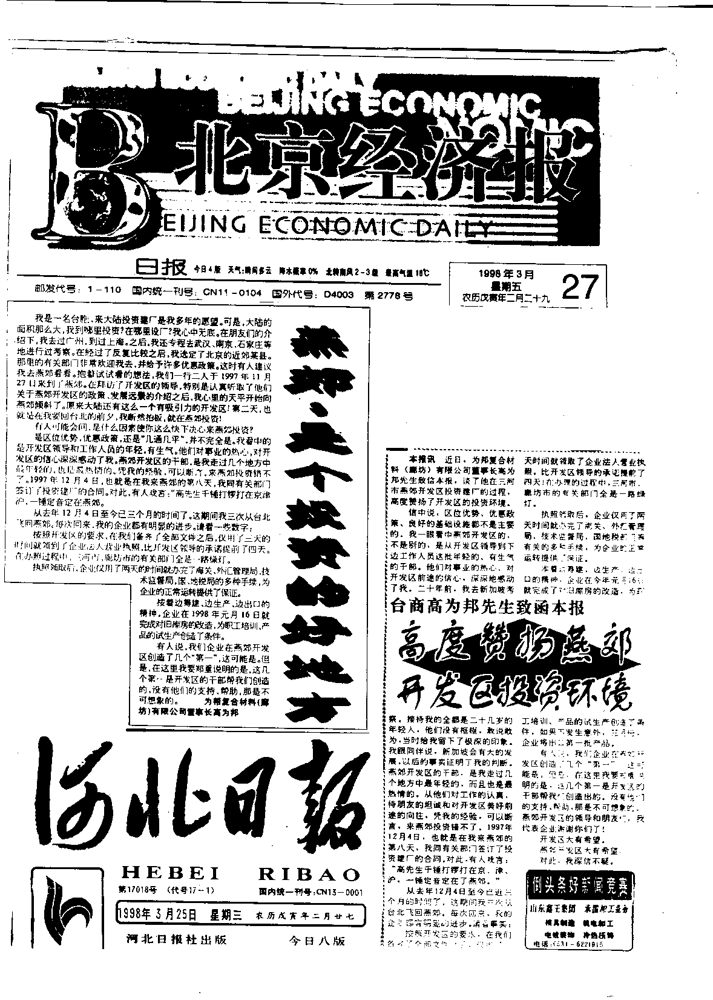 BEIJING ECONOMIC
NOMIC
北京经济报
BEIJING ECONOMIC DAILY
日报 今日4版 天气:晴间多云 降水概率0% 北转南风2-3级 最高气温18℃
邮发代号: 1-110 国内统一刊号: CN11-0104 国外代号: D4003 第2778号
1998年3月
星期五
农历戊寅年二月二十九
27
燕郊·是个投资的好地方
我是一名台胞,来大陆投资建厂是我多年的愿望。可是,大陆的
面积那么大,我到哪里投资?在哪里设厂?我心中无底。在朋友们的介
绍下,我去过广州,到过上海。之后,我还专程去武汉、南京、石家庄等
地进行过考察。在经过了反复比较之后,我选定了北京的近郊某县。
那里的有关部门非常欢迎我去,并给予许多优惠政策。这时有人建议
我去燕郊看看。抱着试试看的想法,我们一行二人于1997年11月
27日来到了燕郊。在拜访了开发区的领导,特别是认真听取了他们
关于燕郊开发区的政策、发展远景的介绍之后,我心里的天平开始向
燕郊倾斜了。原来大陆还有这么一个有吸引力的开发区!第二天,也
就是在我要回台北的前夕,我断然拍板,就在燕郊投资!
有人可能会问,是什么因素使你这么快下决心来燕郊投资?
是区位优势,优惠政策,还是“几通几平”,并不完全是。我看中的
是开发区领导和工作人员的年轻,有生气。他们对事业的热心,对开
发区的信心深深感动了我。燕郊开发区的干部,是我走过几个地方中
最年轻的,也是最热情的。凭我的经验,可以断言,来燕郊投资错不
了。1997年12月4日,也就是在我来燕郊的第八天,我同有关部门
签订了投资建厂的合同。对此,有人戏言:“高先生千锤打锣打在京津
沪,一锤定音定在燕郊。
从去年12月4日至今已三个月的时间了。这期间我三次从台北
飞回燕郊。每次回来,我的企业都有明显的进步。请看一些数字:
按照开发区的要求,在我们备齐了全部文件之后,仅用了三天的
时间就领到了企业法人营业执照,比开发区领导的承诺提前了四天。
在办照过程中,三河市,廊坊市的有关部门全是一路绿灯。
执照领取后,企业仅用了两天的时间就办完了海关、外汇管理局、技
术监督局,国、地税局的多种手续,为
企业的正常运转提供了保证。
按着边筹建、边生产、边出口的
精神,企业在1998年元月16日就
完成对旧库房的改造,为职工培训、产
品的试生产创造了条件。
有人说,我们企业在燕郊开发
区创造了几个“第一”,这可能是。但
是,在这里我要郑重说明的是,这几
个第一是开发区的干部帮我们创造
的,没有他们的支持、帮助,那是不
可想象的。 为帮复合材料(廊
坊)有限公司董事长高为邦
本报讯 近日,为邦复合材
料(廊坊)有限公司董事长高为
邦先生致信本报,谈了他在三河
市燕郊开发区投资建厂的过程,
高度赞扬了开发区的投资环境。
信中说,区位优势、优惠政
策、良好的基础设施都不是主要
的。我一眼看中燕郊开发区的,
不是别的,是从开发区领导到下
边工作人员这批年轻的、有生气
的干部。他们对事业的热心、对
开发区前途的信心,深深地感动
了我。二十年前,我去新加坡考
天时间就领取了企业法人营业执
照,比开发区领导的承诺提前了
四天!在办理的过程中,三河市、
廊坊市的有关部门全是一路绿
灯。
执照领取后,企业仅用了两
天时间就办完了海关、外汇管理
局、技术监督局、国地税部门等
有关的多种手续,为企业的正常
运转提供了保证。
本着边筹建、边生产、边出
口的精神,企业在今年元月16日
就完成了对旧库房的改造,为职
台商高为邦先生致函本报
高度赞扬燕郊
开发区投资环境
察,接待我的全都是二十几岁的
年轻人,他们没有框框,敢说敢
为,当时给我留下了极深的印象。
我跟同伴说,新加坡会有大的发
展,以后的事实证明了我的判断。
燕郊开发区的干部,是我走过几
个地方中最年轻的,而且也是最
热情的。从他们对工作的认真,
待朋友的坦诚和对开发区美好前
途的向往,凭我的经验,可以断
言,来燕郊投资错不了。1997年
12月4日,也就是在我来燕郊的
第八天,我同有关部门签订了投
资建厂的合同。对此,有人戏言:
“高先生千锤打锣打在京、津、
沪,一锤定音定在了燕郊。”
从去年12月4日至今已近三
个月的时间了,这期间我三次从
台北飞回燕郊。每次回来,我的
企业都有明显的进步。请看事实:
按照开发区的要求,在我们
工培训、产品的试生产创造了条
件。如果不发生意外,
企业将出口第一批产品。
有人说,我们企业在燕郊开
发区创造了几个“第一”,这可
能是。但是,在这里我要郑重说
明的是,这几个第一是开发区的
干部帮我们创造出的。没有他们
的支持、帮助,那是不可想象的。
燕郊开发区的领导和朋友们,我
代表企业谢谢你们了!
开发区大有希望。
燕郊开发区大有希望。
对此,我深信不疑。
倒头条好新闻竞赛
山东鑫王集团 承揽加工业务
模具制造 机电加工
电镀装饰 冷热压铸
电话:0631-6221915
河北日报
HEBEI RIBAO
第17018号 (代号17-1) 国内统一刊号:CN13-0001
1998年3月25日 星期三 农历戊寅年二月廿七
河北日报社出版 今日八版